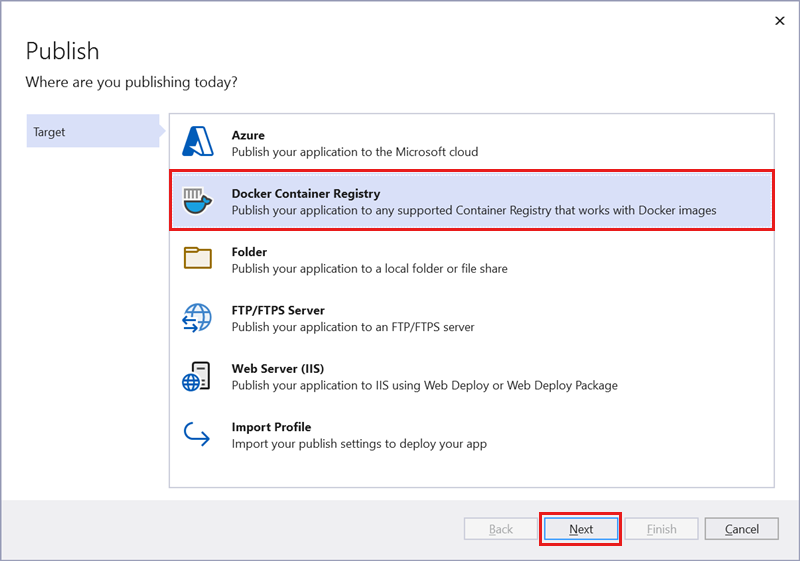 Publish
Where are you publishing today?
Target
Azure
Publish your application to the Microsoft cloud
Docker Container Registry
Publish your application to any supported Container Registry that works with Docker images
Folder
Publish your application to a local folder or file share
FTP/FTPS Server
Publish your application to an FTP/FTPS server
Web Server (IIS)
Publish your application to IIS using Web Deploy or Web Deploy Package
Import Profile
Import your publish settings to deploy your app
Back
Next
Finish
Cancel